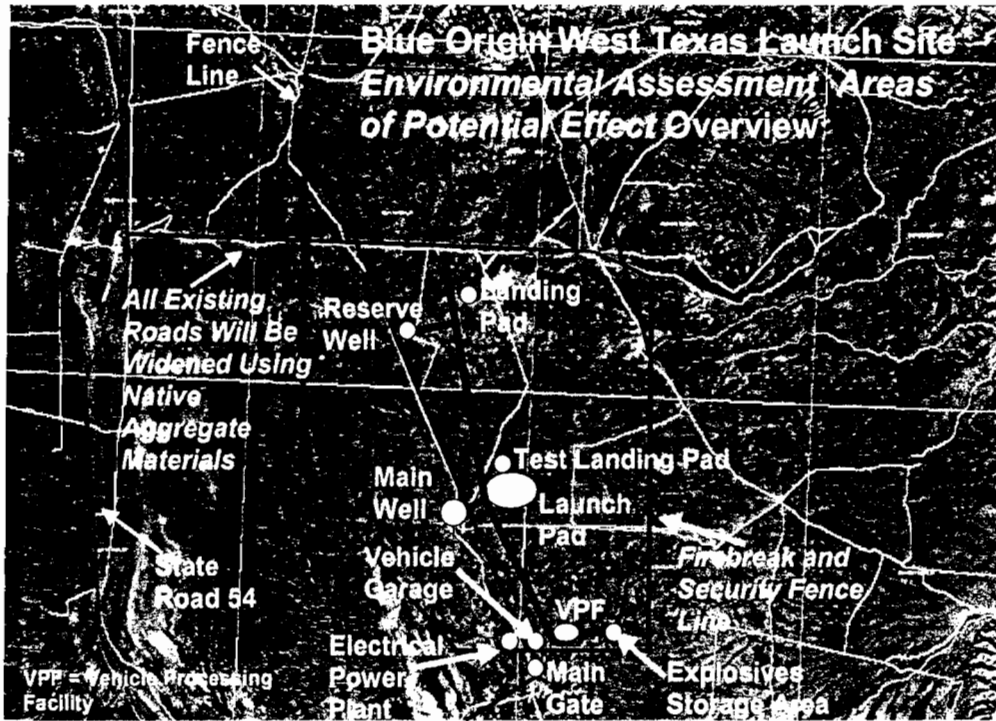 Blue Origin West Texas Launch Site
Environmental Assessment Areas
of Potential Effect Overview
Fence
Line
All Existing
Roads Will Be
Widened Using
Native
Aggregate
Materials
Reserve
Well
Landing
Pad
Test Landing Pad
Main
Well
Launch
Pad
Vehicle
Garage
Firebreak and
Security Fence
Line
State
Road 54
VPF
Electrical
Power
Plant
Main
Gate
Explosives
Storage Area
VPF = Vehicle Processing
Facility